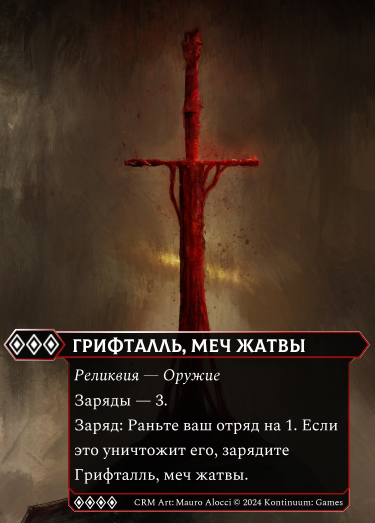 ГРИФТАЛЛЬ, МЕЧ ЖАТВЫ
Реликвия — Оружие
Заряды — 3.
Заряд: Раньте ваш отряд на 1. Если
это уничтожит его, зарядите
Грифталль, меч жатвы.
CRM Art: Mauro Alocci © 2024 Kontinuum: Games